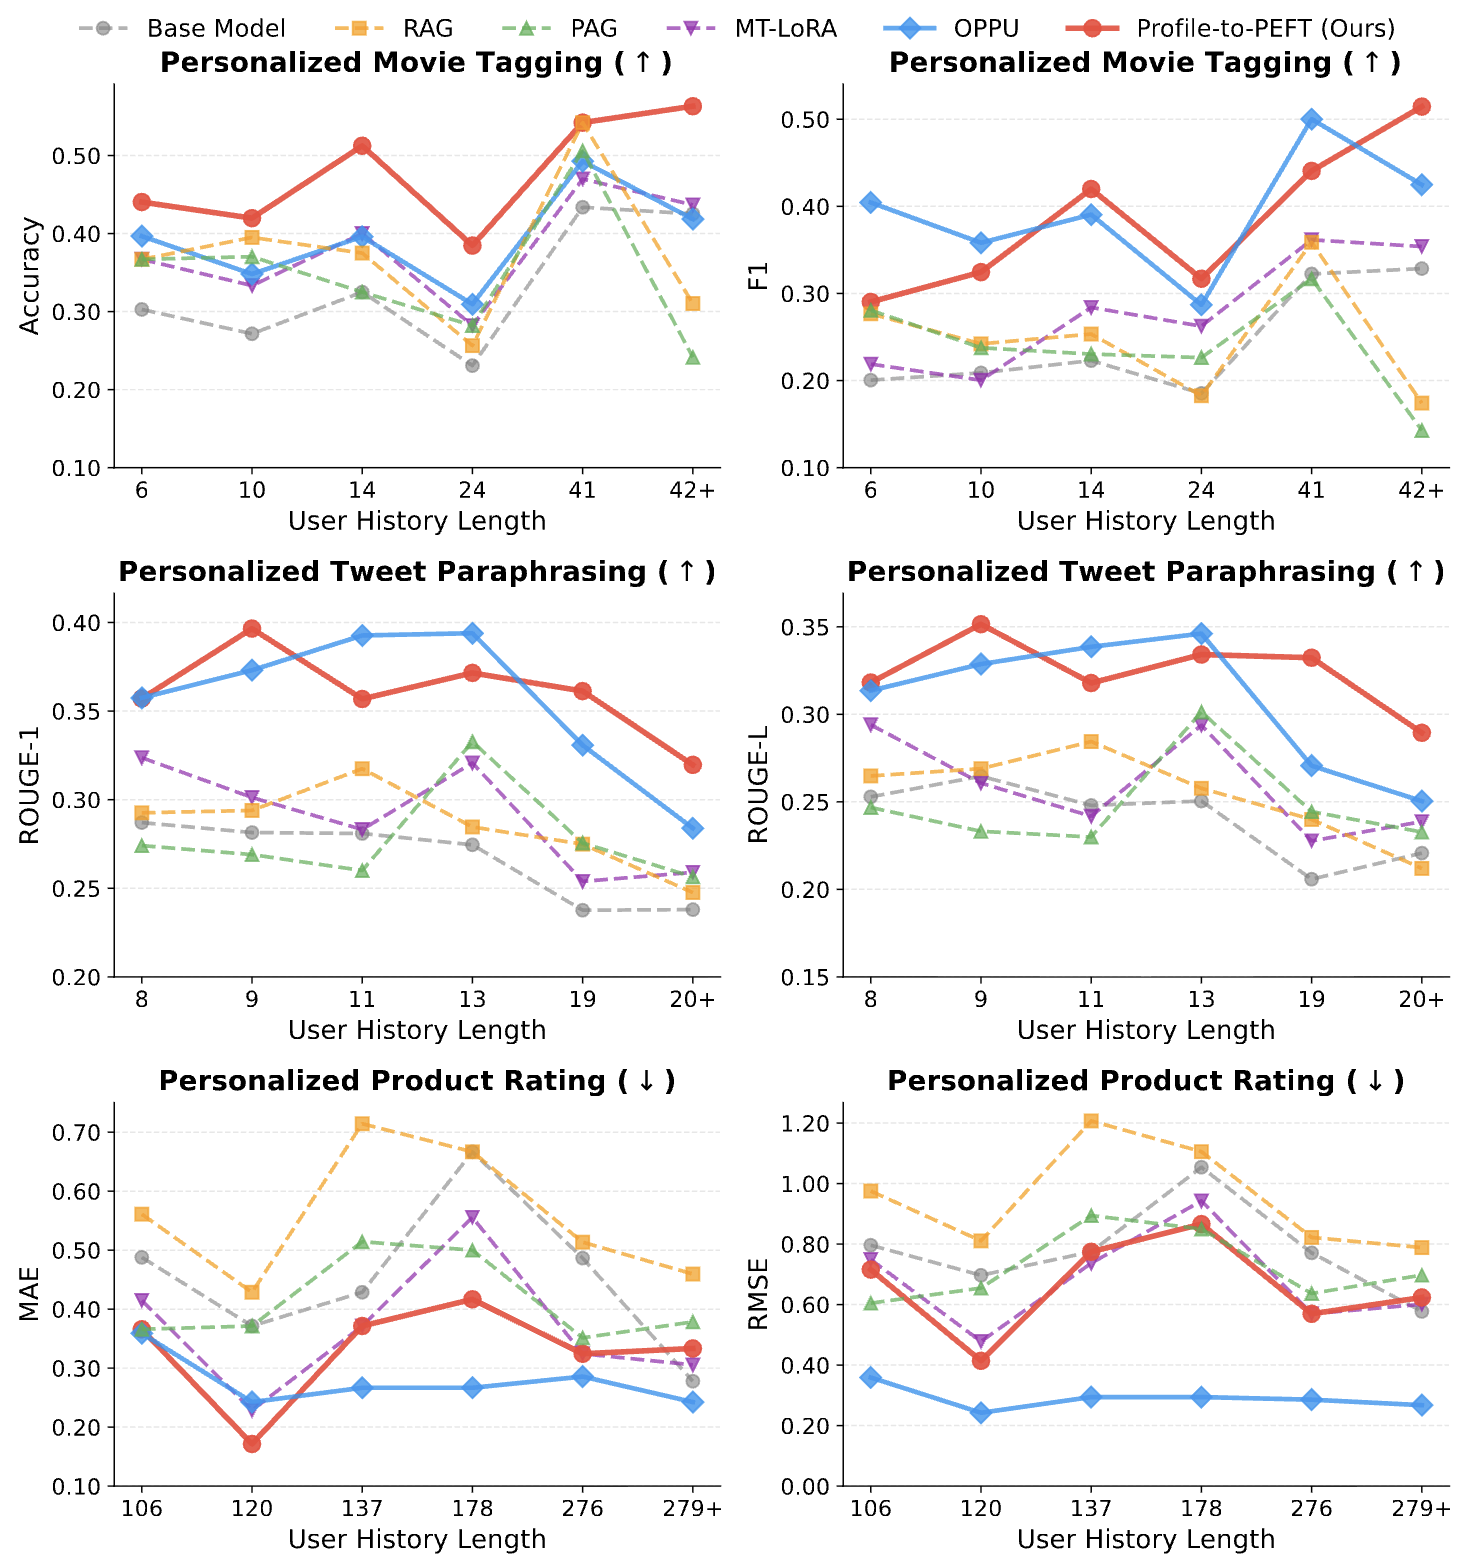 Base Model RAG PAG MT-LoRA OPPU Profile-to-PEFT (Ours)
Personalized Movie Tagging (↑)
Accuracy
0.50
0.40
0.30
0.20
0.10
6 10 14 24 41 42+
User History Length
Personalized Movie Tagging (↑)
F1
0.50
0.40
0.30
0.20
0.10
6 10 14 24 41 42+
User History Length
Personalized Tweet Paraphrasing (↑)
ROUGE-1
0.40
0.35
0.30
0.25
0.20
8 9 11 13 19 20+
User History Length
Personalized Tweet Paraphrasing (↑)
ROUGE-L
0.35
0.30
0.25
0.20
0.15
8 9 11 13 19 20+
User History Length
Personalized Product Rating (↓)
MAE
0.70
0.60
0.50
0.40
0.30
0.20
0.10
106 120 137 178 276 279+
User History Length
Personalized Product Rating (↓)
RMSE
1.20
1.00
0.80
0.60
0.40
0.20
0.00
106 120 137 178 276 279+
User History Length